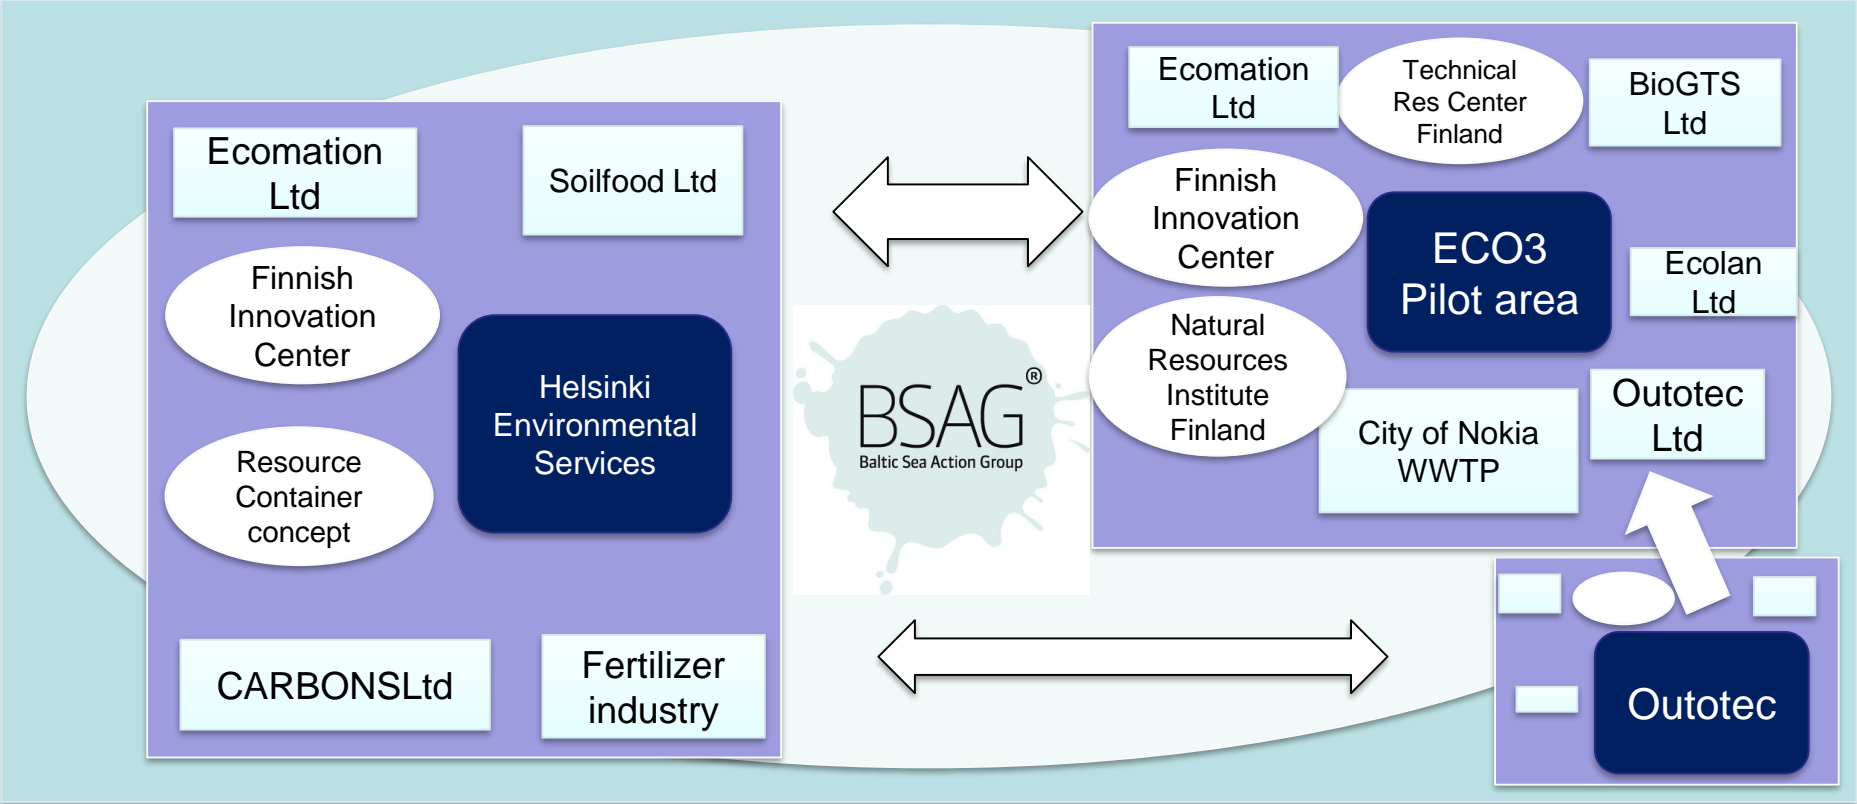 Ecomation
Ltd
Soilfood Ltd
Finnish
Innovation
Center
Helsinki
Environmental
Services
Resource
Container
concept
CARBONSLtd
Fertilizer
industry
BSAG®
Baltic Sea Action Group
Ecomation
Ltd
Technical
Res Center
Finland
BioGTS
Ltd
Finnish
Innovation
Center
ECO3
Pilot area
Ecolan
Ltd
Natural
Resources
Institute
Finland
City of Nokia
WWTP
Outotec
Ltd
Outotec